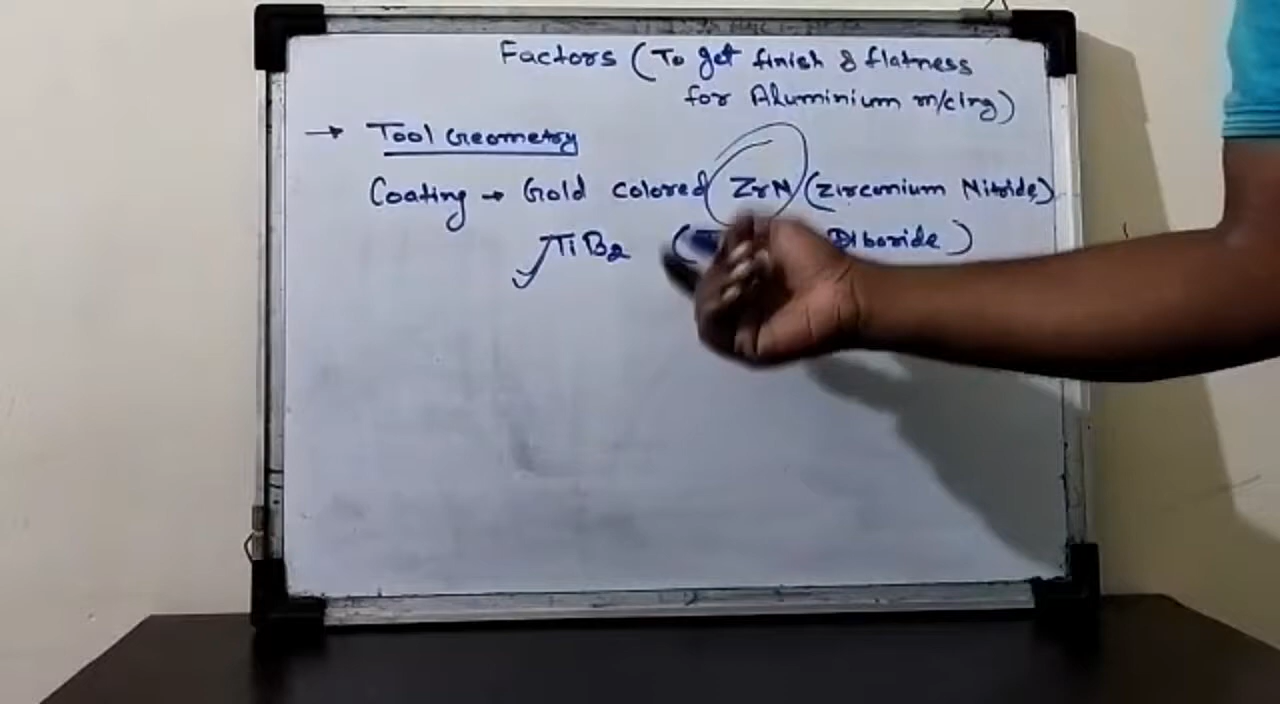 Factors (To get finish & flatness
for Aluminium m/cing)
→ Tool Geometry
Coating → Gold colored ZrN (Zirconium Nitride)
TiB2 ( Diboride )